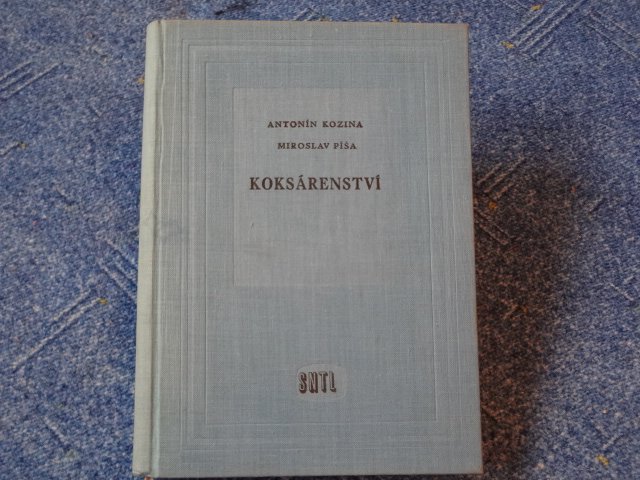 ANTONÍN KOZINA
MIROSLAV PÍŠA
KOKSÁRENSTVÍ
SNTL